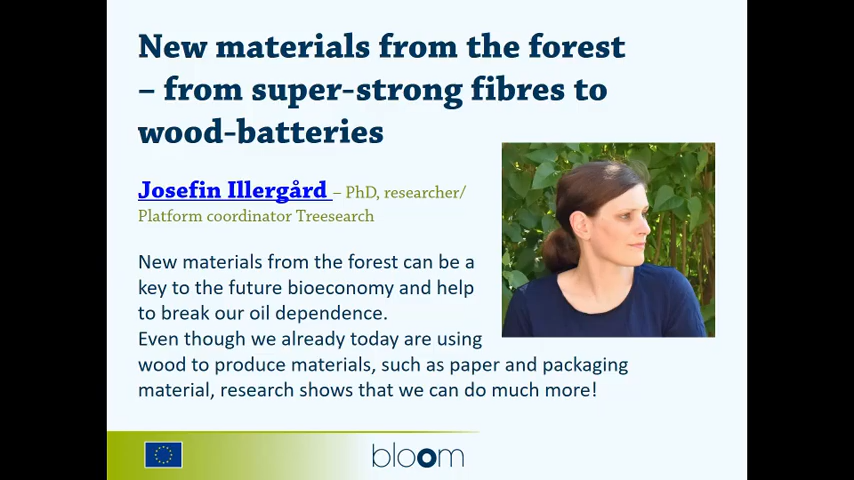 New materials from the forest
– from super-strong fibres to
wood-batteries
Josefin Illergård – PhD, researcher/
Platform coordinator Treesearch
New materials from the forest can be a
key to the future bioeconomy and help
to break our oil dependence.
Even though we already today are using
wood to produce materials, such as paper and packaging
material, research shows that we can do much more!
bloom